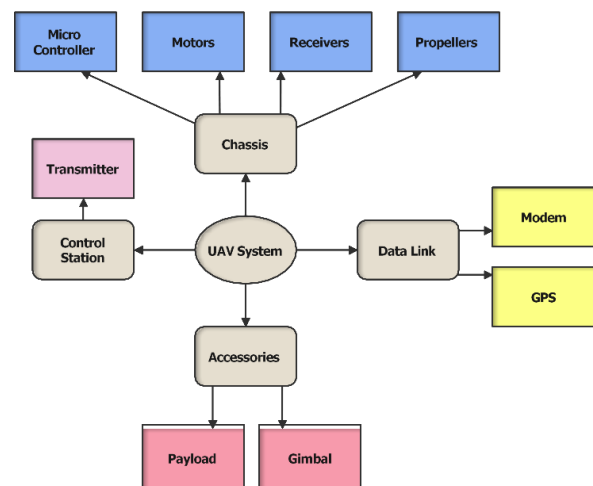 Micro
Controller
Motors
Receivers
Propellers
Chassis
Transmitter
Control
Station
UAV System
Data Link
Modem
GPS
Accessories
Payload
Gimbal